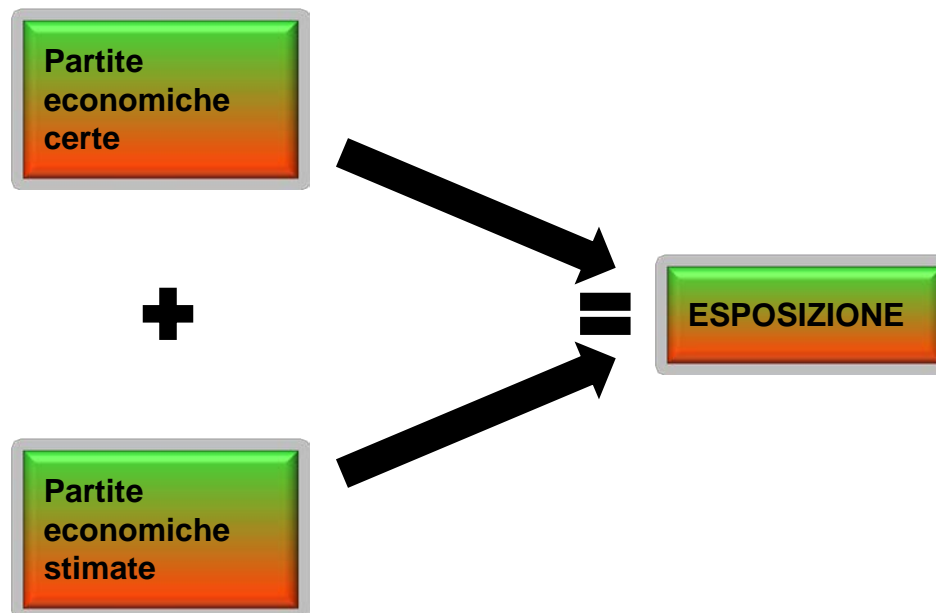 Partite
economiche
certe
+
=
ESPOSIZIONE
Partite
economiche
stimate